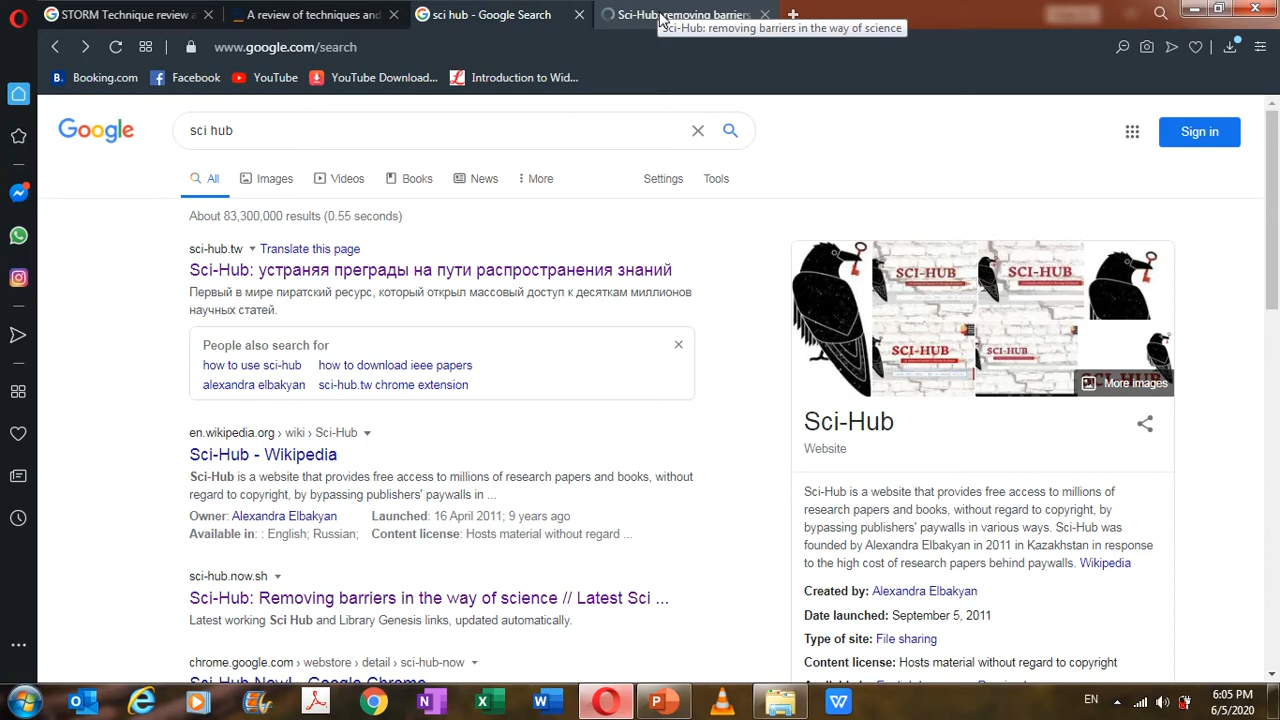 STORM Technique review a
A review of techniques and
sci hub - Google Search
Sci-Hub: removing barriers
Sci-Hub: removing barriers in the way of science
www.google.com/search
B. Booking.com
Facebook
YouTube
YouTube Download...
Introduction to Wid...
Google
sci hub
Sign in
All
Images
Videos
Books
News
More
Settings
Tools
About 83,300,000 results (0.55 seconds)
sci-hub.tw
Translate this page
Sci-Hub: устраняя преграды на пути распространения знаний
Первый в мире который открыл массовый доступ к десяткам миллионов
научных статей.
People also search for
how to use sci-hub how to download ieee papers
alexandra elbakyan sci-hub.tw chrome extension
en.wikipedia.org › wiki › Sci-Hub
Sci-Hub - Wikipedia
Sci-Hub is a website that provides free access to millions of research papers and books, without
regard to copyright, by bypassing publishers' paywalls in ...
Owner: Alexandra Elbakyan Launched: 16 April 2011; 9 years ago
Available in: : English; Russian; Content license: Hosts material without regard ...
sci-hub.now.sh
Sci-Hub: Removing barriers in the way of science // Latest Sci ...
Latest working Sci Hub and Library Genesis links, updated automatically.
chrome.google.com › webstore › detail › sci-hub-now
Sci-Hub Now! - Google Chrome
SCI-HUB
SCI-HUB
SCI-HUB
SCI-HUB
More images
Sci-Hub
Website
Sci-Hub is a website that provides free access to millions of
research papers and books, without regard to copyright, by
bypassing publishers' paywalls in various ways. Sci-Hub was
founded by Alexandra Elbakyan in 2011 in Kazakhstan in response
to the high cost of research papers behind paywalls. Wikipedia
Created by: Alexandra Elbakyan
Date launched: September 5, 2011
Type of site: File sharing
Content license: Hosts material without regard to copyright
EN
6:05 PM
6/5/2020